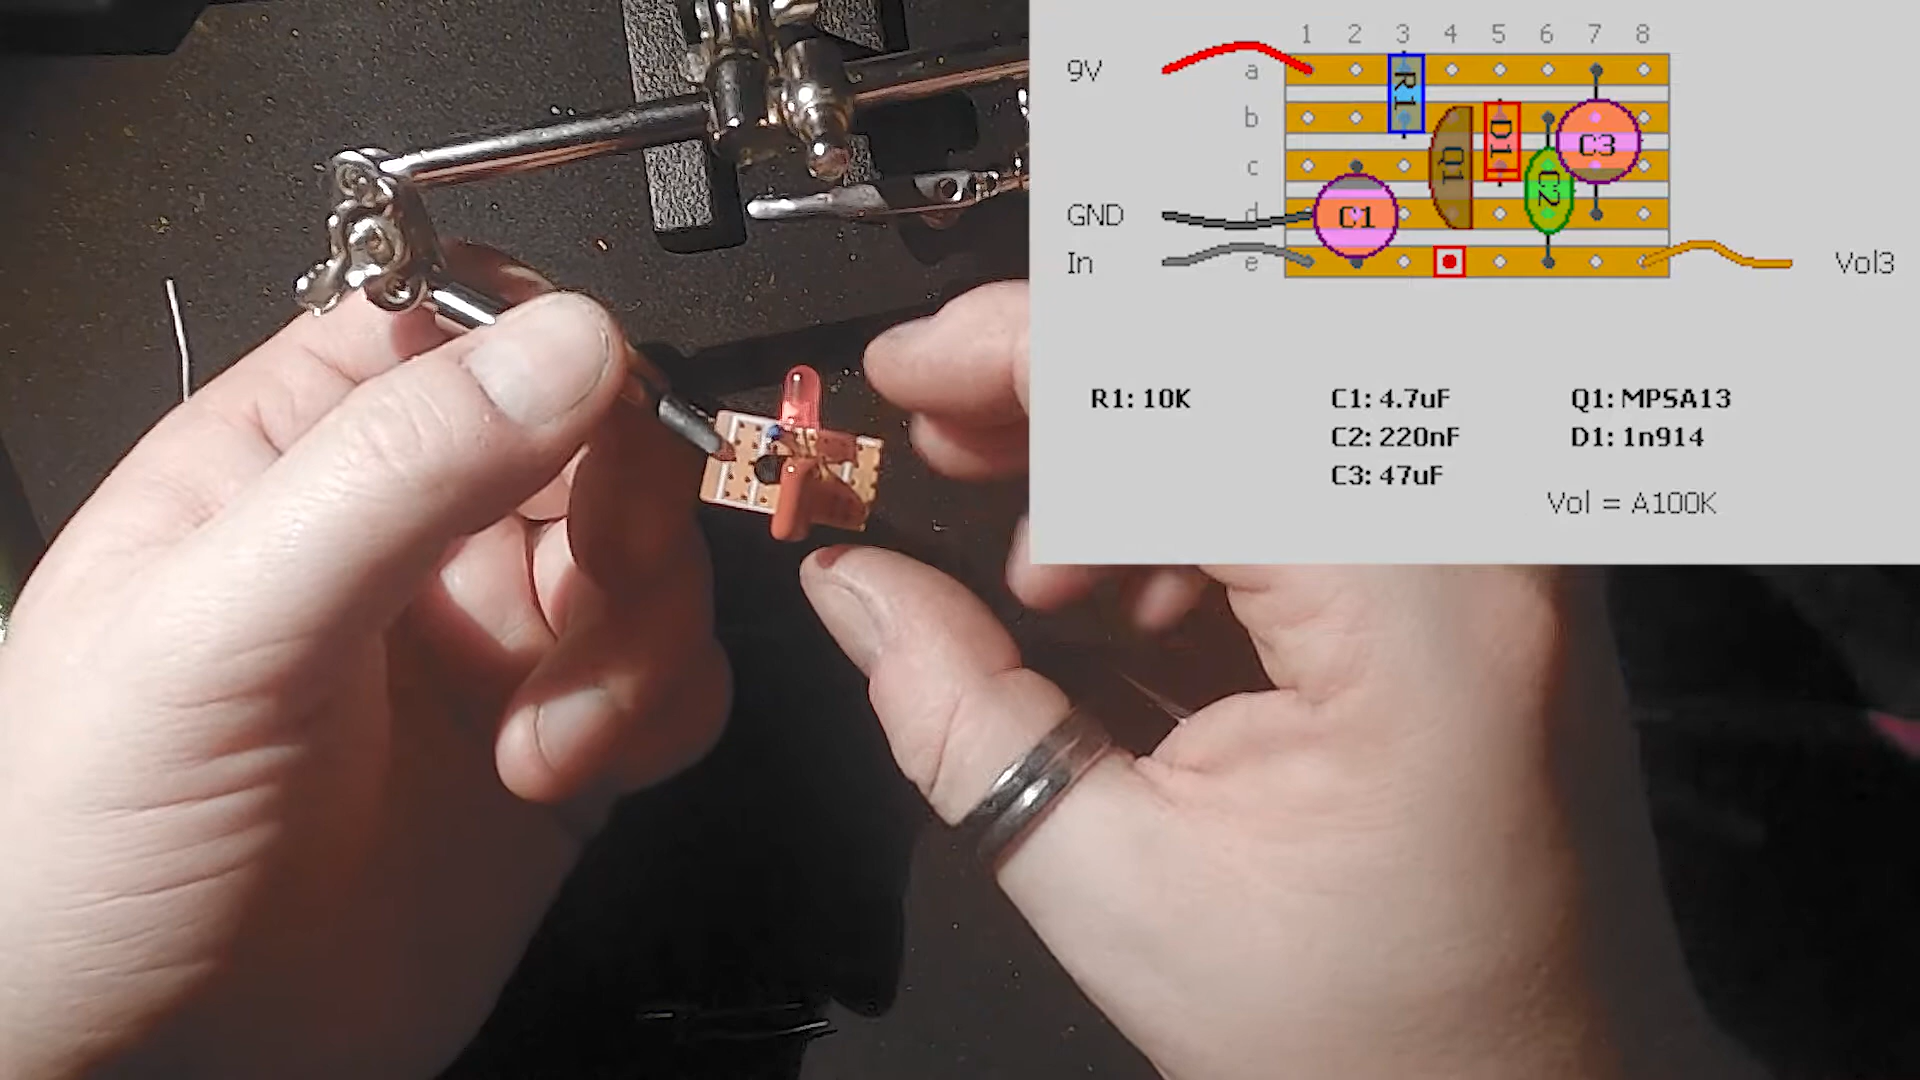 1 2 3 4 5 6 7 8
9V a
b
c
GND d
In e Vol3
R1
Q1
D1
C3
C2
C1
R1: 10K C1: 4.7uF Q1: MPSA13
C2: 220nF D1: 1n914
C3: 47uF
Vol = A100K